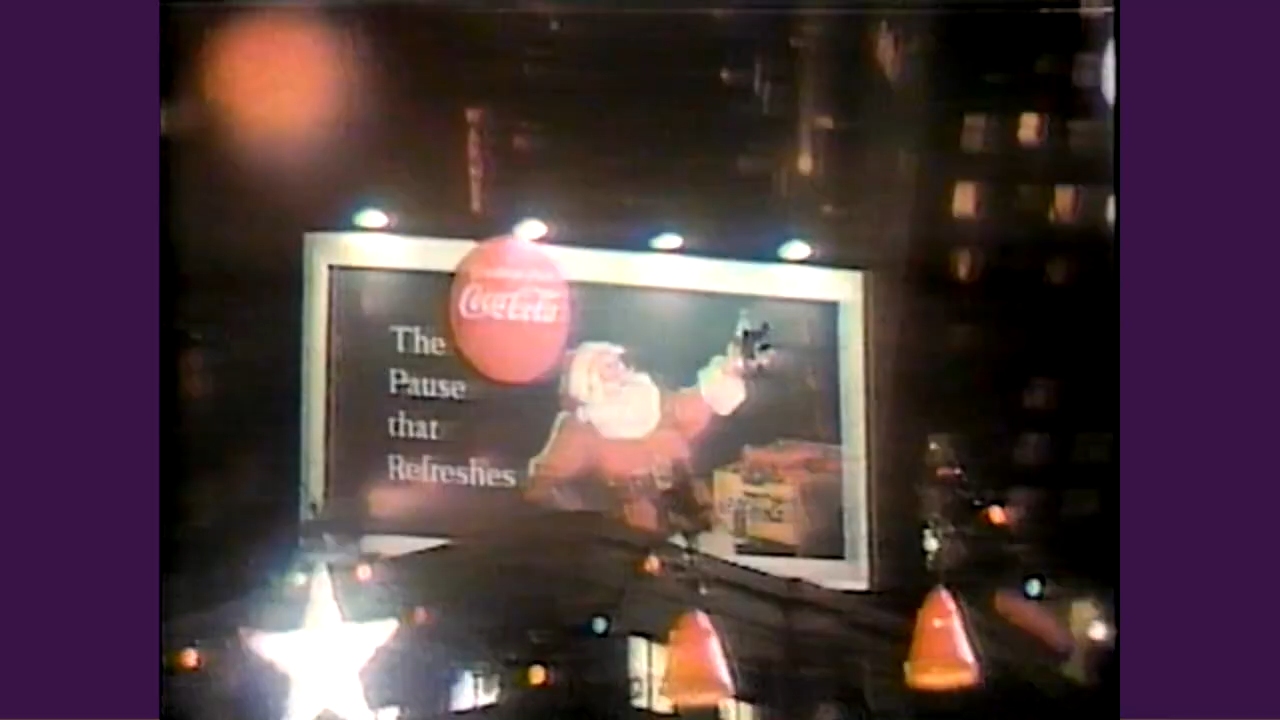 Coca-Cola
The
Pause
that
Refreshes